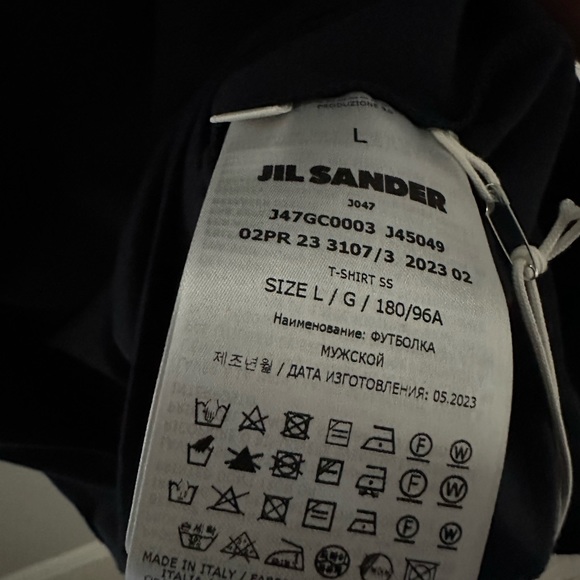 L
JIL SANDER
J047
J47GC0003 J45049
02PR 23 3107/3 2023 02
T-SHIRT SS
SIZE L / G / 180/96A
Наименование: ФУТБОЛКА
МУЖСКОЙ
제조년월 / ДАТА ИЗГОТОВЛЕНИЯ: 05.2023
F W
F W
F W
MADE IN ITALY /